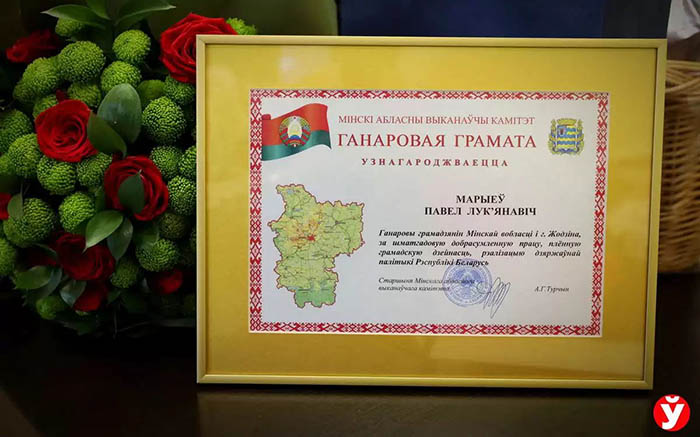 МІНСКІ АБЛАСНЫ ВЫКАНАЎЧЫ КАМІТЭТ
ГАНАРОВАЯ ГРАМАТА
УЗНАГАРОДЖВАЕЦЦА
МАРЫЕЎ
ПАВЕЛ ЛУК’ЯНАВІЧ
Ганаровы грамадзянін Мінскай вобласці і г. Жодзіна,
за шматгадовую добрасумленную працу, плённую
грамадскую дзейнасць, рэалізацыю дзяржаўнай
палітыкі Рэспублікі Беларусь
Старшыня Мінскага абласнога
выканаўчага камітэта
А.Г.Турчын
Ў